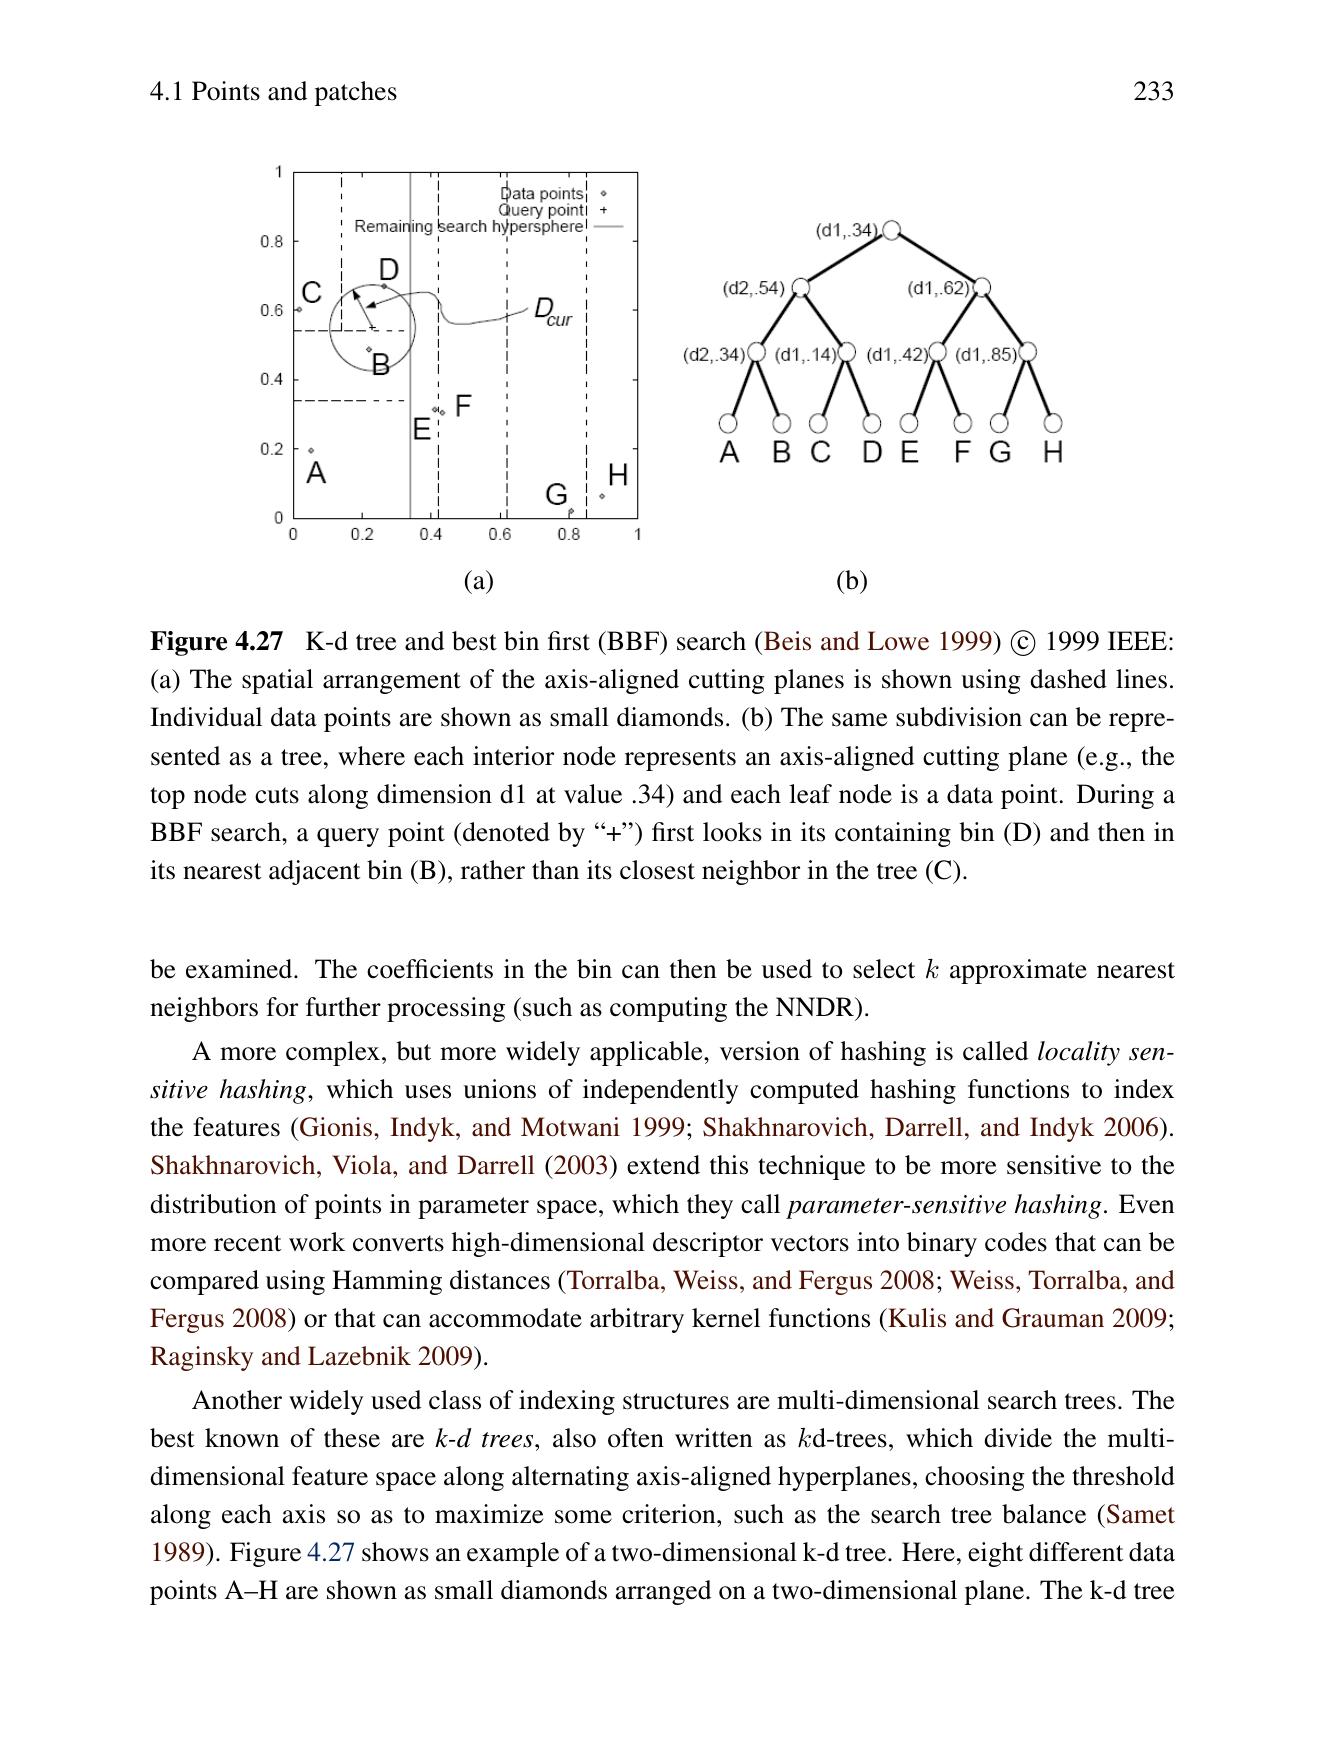 4.1 Points and patches 233
1
0.8
0.6
0.4
0.2
0
0 0.2 0.4 0.6 0.8 1
Data points
Query point
Remaining search hypersphere
A
B
C
D
E
F
G
H
Dcur
(d1,.34)
(d2,.54) (d1,.62)
(d2,.34) (d1,.14) (d1,.42) (d1,.85)
A B C D E F G H
(a) (b)
Figure 4.27 K-d tree and best bin first (BBF) search (Beis and Lowe 1999) © 1999 IEEE:
(a) The spatial arrangement of the axis-aligned cutting planes is shown using dashed lines.
Individual data points are shown as small diamonds. (b) The same subdivision can be repre-
sented as a tree, where each interior node represents an axis-aligned cutting plane (e.g., the
top node cuts along dimension d1 at value .34) and each leaf node is a data point. During a
BBF search, a query point (denoted by “+”) first looks in its containing bin (D) and then in
its nearest adjacent bin (B), rather than its closest neighbor in the tree (C).
be examined. The coefficients in the bin can then be used to select k approximate nearest
neighbors for further processing (such as computing the NNDR).
A more complex, but more widely applicable, version of hashing is called locality sen-
sitive hashing, which uses unions of independently computed hashing functions to index
the features (Gionis, Indyk, and Motwani 1999; Shakhnarovich, Darrell, and Indyk 2006).
Shakhnarovich, Viola, and Darrell (2003) extend this technique to be more sensitive to the
distribution of points in parameter space, which they call parameter-sensitive hashing. Even
more recent work converts high-dimensional descriptor vectors into binary codes that can be
compared using Hamming distances (Torralba, Weiss, and Fergus 2008; Weiss, Torralba, and
Fergus 2008) or that can accommodate arbitrary kernel functions (Kulis and Grauman 2009;
Raginsky and Lazebnik 2009).
Another widely used class of indexing structures are multi-dimensional search trees. The
best known of these are k-d trees, also often written as kd-trees, which divide the multi-
dimensional feature space along alternating axis-aligned hyperplanes, choosing the threshold
along each axis so as to maximize some criterion, such as the search tree balance (Samet
1989). Figure 4.27 shows an example of a two-dimensional k-d tree. Here, eight different data
points A–H are shown as small diamonds arranged on a two-dimensional plane. The k-d tree